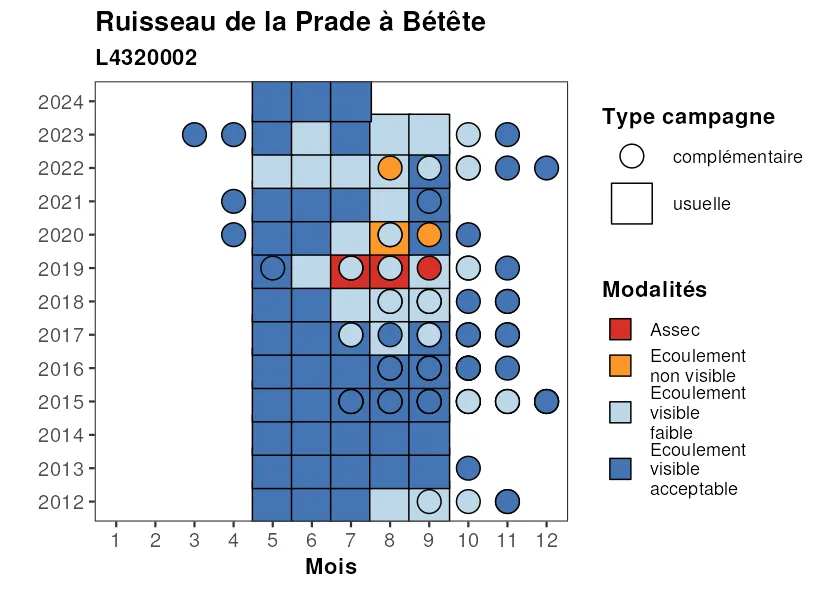 Ruisseau de la Prade à Bétête
L4320002
2024
2023
2022
2021
2020
2019
2018
2017
2016
2015
2014
2013
2012
1 2 3 4 5 6 7 8 9 10 11 12
Mois
Type campagne
complémentaire
usuelle
Modalités
Assec
Ecoulement
non visible
Ecoulement
visible
faible
Ecoulement
visible
acceptable